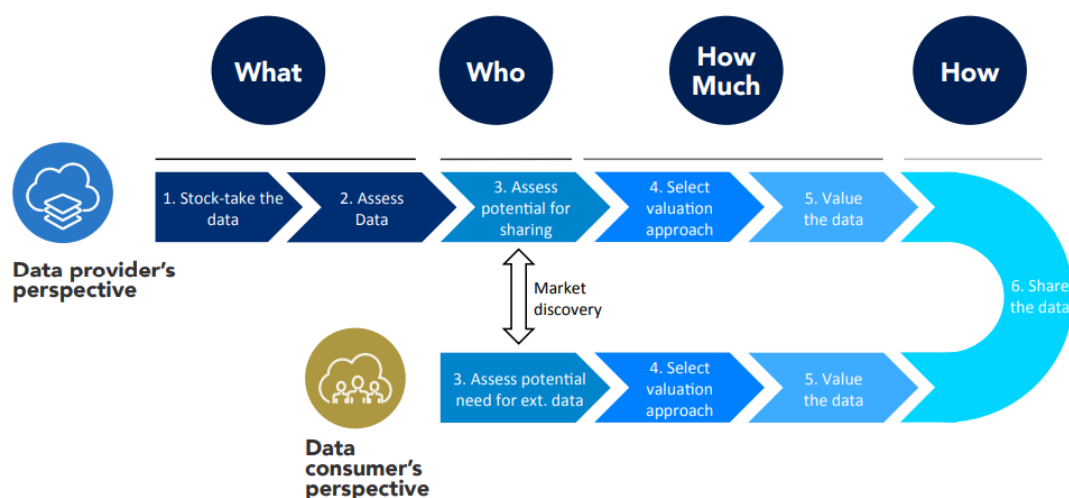 What
Who
How
Much
How
1. Stock-take the
data
2. Assess
Data
3. Assess
potential for
sharing
4. Select
valuation
approach
5. Value
the data
Data provider's
perspective
Market
discovery
6. Share
the data
3. Assess potential
need for ext. data
4. Select
valuation
approach
5. Value
the data
Data
consumer's
perspective